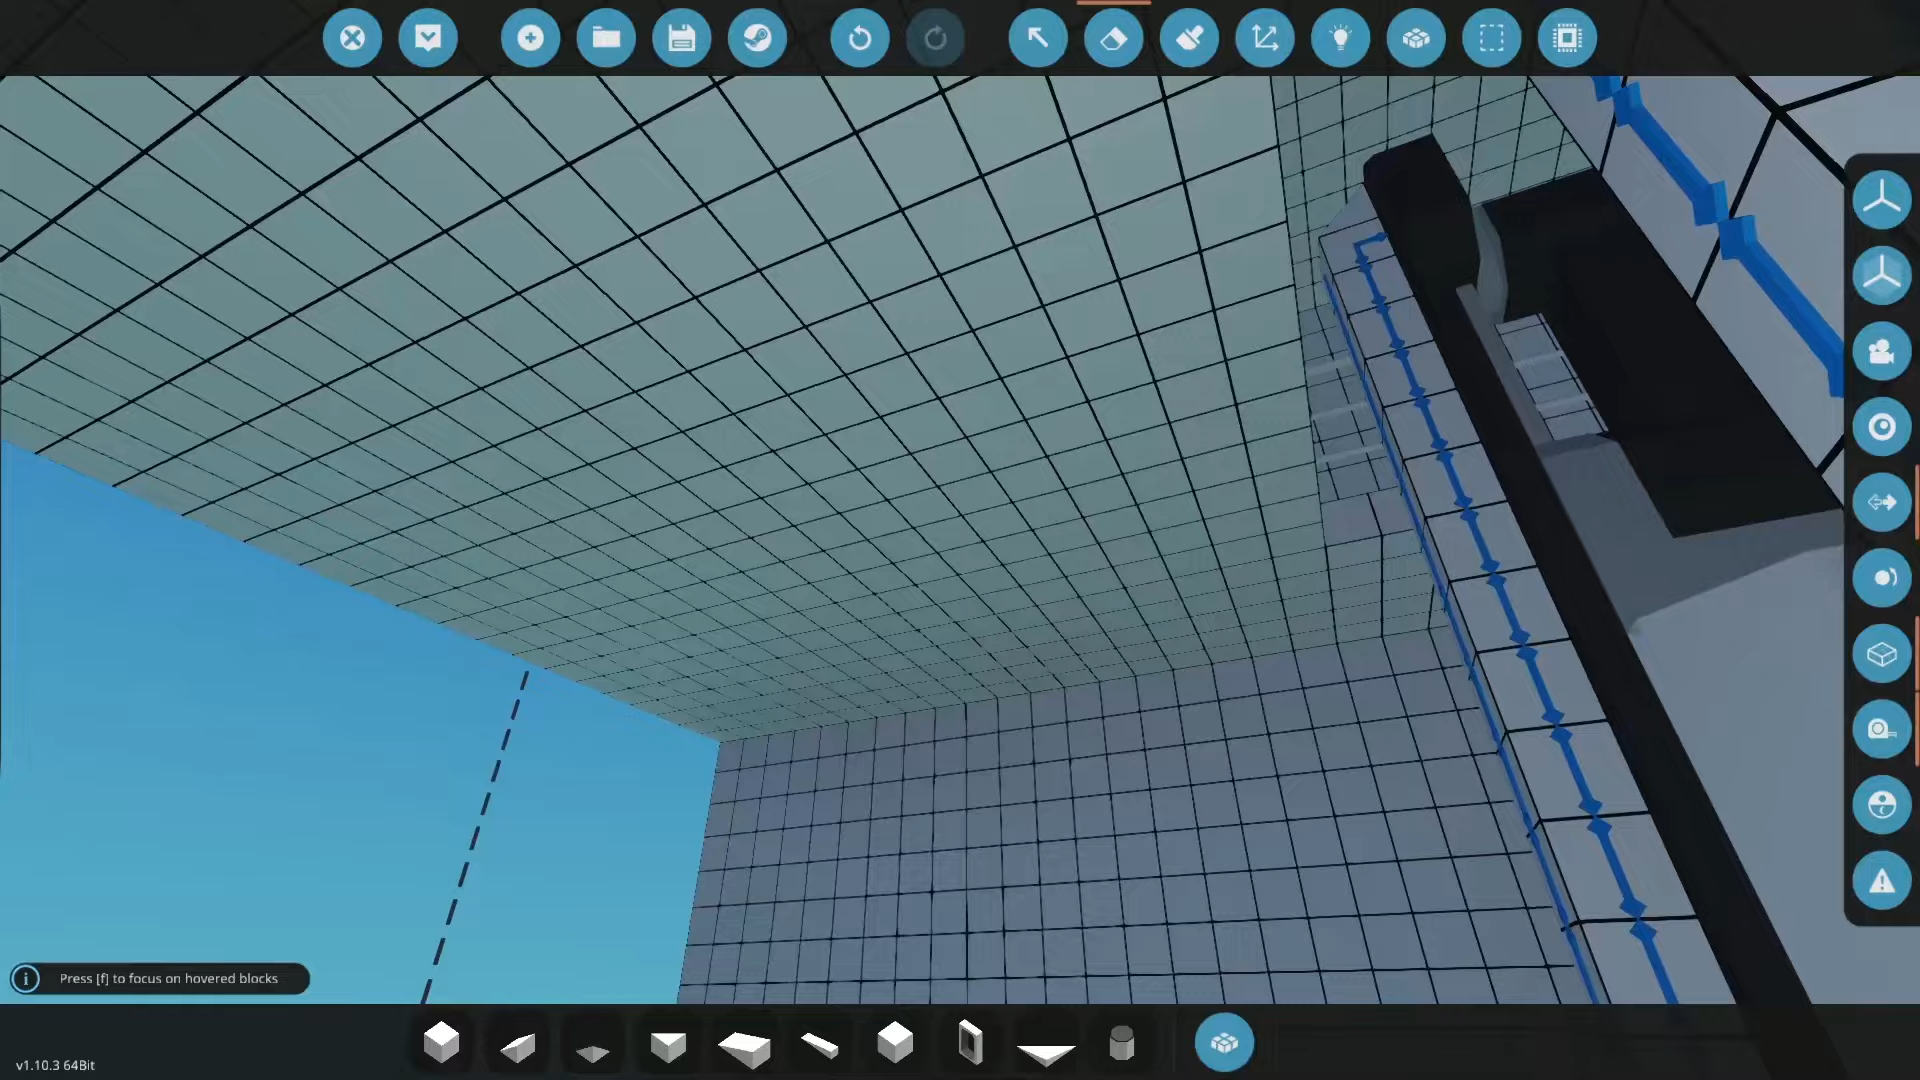 Press [f] to focus on hovered blocks
v1.10.3 64Bit